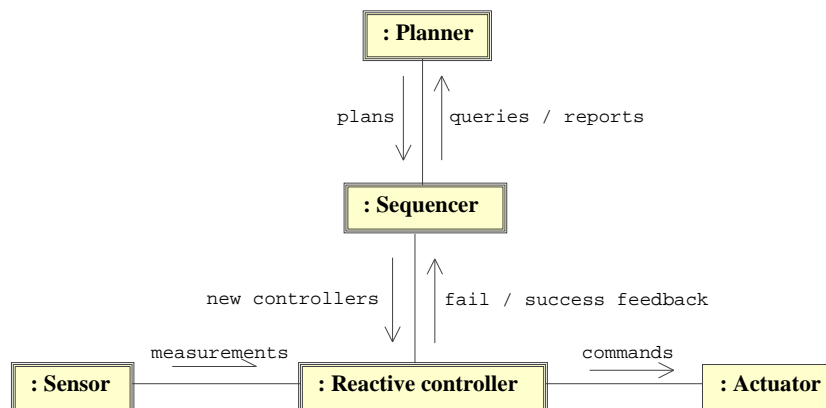 : Planner
plans
queries / reports
: Sequencer
new controllers
fail / success feedback
measurements
commands
: Sensor
: Reactive controller
: Actuator